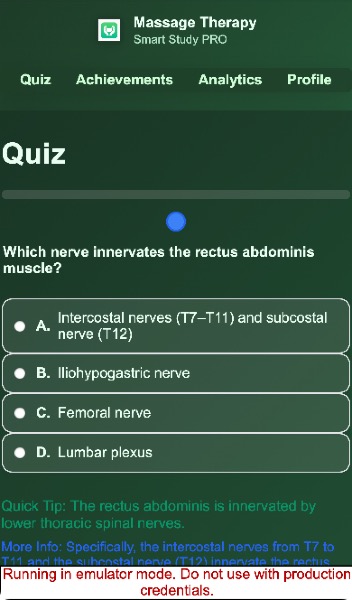 Massage Therapy
Smart Study PRO
Quiz Achievements Analytics Profile
Quiz
Which nerve innervates the rectus abdominis
muscle?
A. Intercostal nerves (T7–T11) and subcostal
nerve (T12)
B. Iliohypogastric nerve
C. Femoral nerve
D. Lumbar plexus
Quick Tip: The rectus abdominis is innervated by
lower thoracic spinal nerves.
More Info: Specifically, the intercostal nerves from T7 to
T11 and the subcostal nerve (T12) innervate the rectus
Running in emulator mode. Do not use with production
credentials.